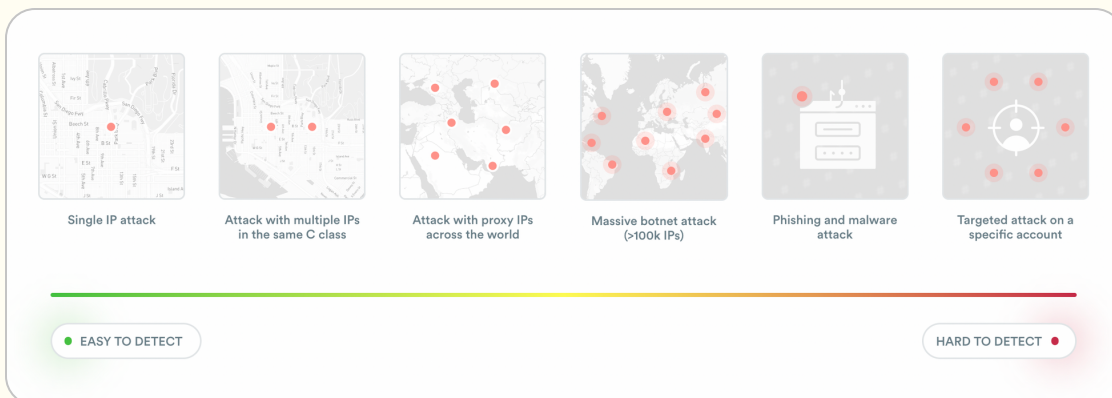 Single IP attack
Attack with multiple IPs
in the same C class
Attack with proxy IPs
across the world
Massive botnet attack
(>100k IPs)
Phishing and malware
attack
Targeted attack on a
specific account
EASY TO DETECT
HARD TO DETECT